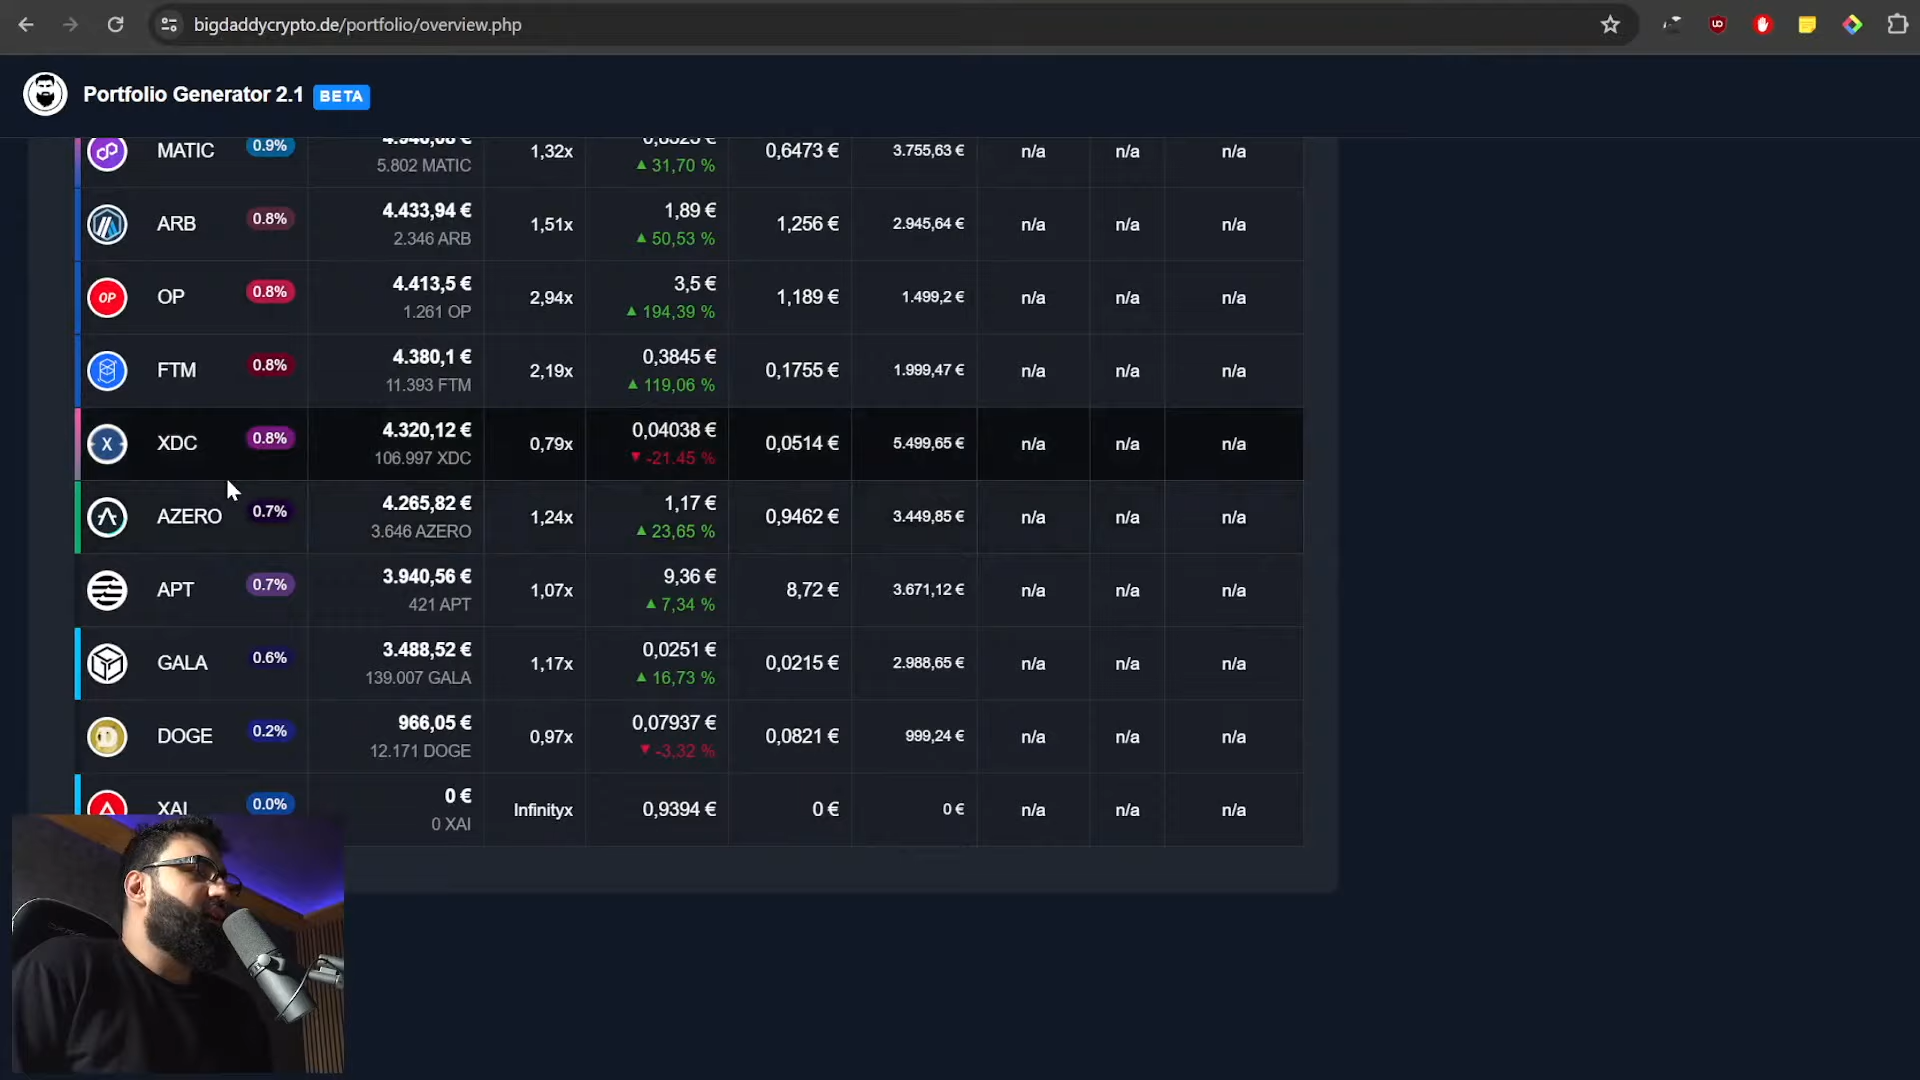 bigdaddycrypto.de/portfolio/overview.php
Portfolio Generator 2.1 BETA
MATIC 0.9% 4.940,08 € 1,32x 0,8525 € 0,6473 € 3.755,63 € n/a n/a n/a
5.802 MATIC ▲ 31,70 %
ARB 0.8% 4.433,94 € 1,51x 1,89 € 1,256 € 2.945,64 € n/a n/a n/a
2.346 ARB ▲ 50,53 %
OP OP 0.8% 4.413,5 € 2,94x 3,5 € 1,189 € 1.499,2 € n/a n/a n/a
1.261 OP ▲ 194,39 %
FTM 0.8% 4.380,1 € 2,19x 0,3845 € 0,1755 € 1.999,47 € n/a n/a n/a
11.393 FTM ▲ 119,06 %
X XDC 0.8% 4.320,12 € 0,79x 0,04038 € 0,0514 € 5.499,65 € n/a n/a n/a
106.997 XDC ▼ -21.45 %
AZERO 0.7% 4.265,82 € 1,24x 1,17 € 0,9462 € 3.449,85 € n/a n/a n/a
3.646 AZERO ▲ 23,65 %
APT 0.7% 3.940,56 € 1,07x 9,36 € 8,72 € 3.671,12 € n/a n/a n/a
421 APT ▲ 7,34 %
GALA 0.6% 3.488,52 € 1,17x 0,0251 € 0,0215 € 2.988,65 € n/a n/a n/a
139.007 GALA ▲ 16,73 %
DOGE 0.2% 966,05 € 0,97x 0,07937 € 0,0821 € 999,24 € n/a n/a n/a
12.171 DOGE ▼ -3,32 %
XAI 0.0% 0 € Infinityx 0,9394 € 0 € 0 € n/a n/a n/a
0 XAI